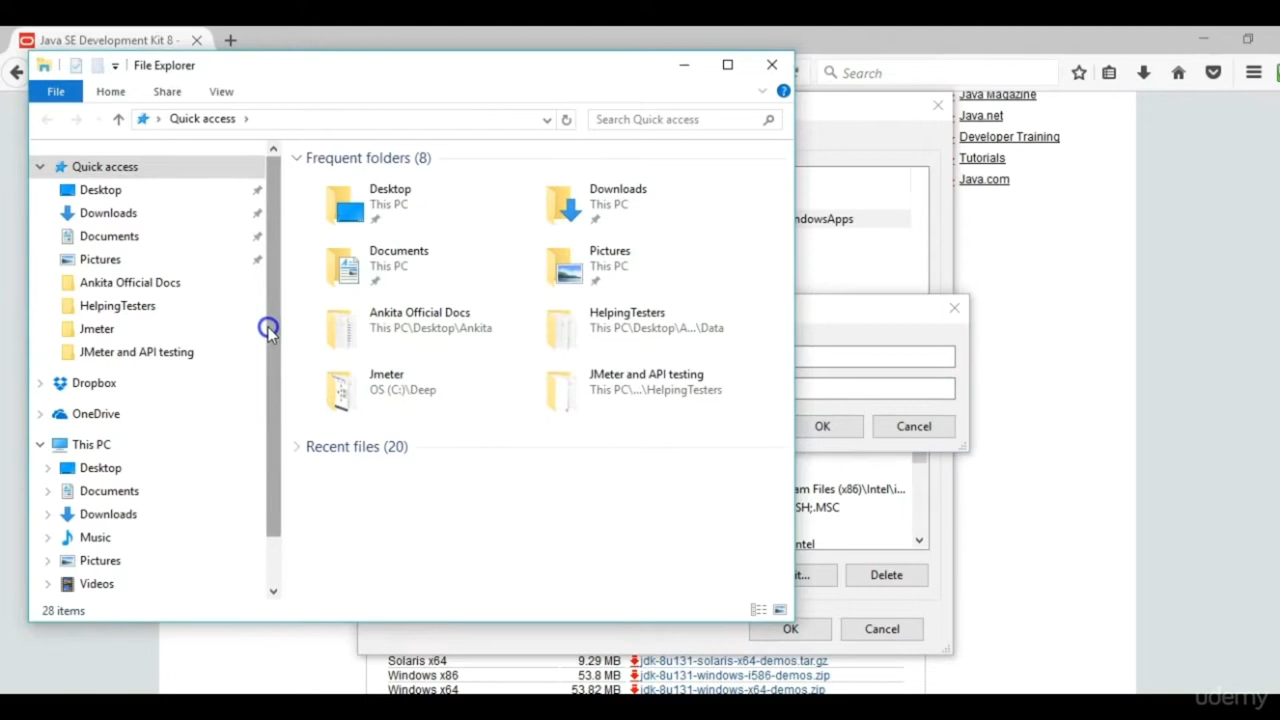 Java SE Development Kit 8 -
File Explorer
File
Home
Share
View
Search
Quick access
Search Quick access
Quick access
Desktop
Downloads
Documents
Pictures
Ankita Official Docs
HelpingTesters
Jmeter
JMeter and API testing
Dropbox
OneDrive
This PC
Desktop
Documents
Downloads
Music
Pictures
Videos
28 items
Frequent folders (8)
Desktop
This PC
Downloads
This PC
Documents
This PC
Pictures
This PC
Ankita Official Docs
This PC\Desktop\Ankita
HelpingTesters
This PC\Desktop\A...\Data
Jmeter
OS (C:)\Deep
JMeter and API testing
This PC\...\HelpingTesters
Recent files (20)
Java Magazine
Java.net
Developer Training
Tutorials
Java.com
ndowsApps
OK
Cancel
am Files (x86)\Intel\i...
SH;.MSC
ntel
t...
Delete
OK
Cancel
Solaris x64 9.29 MB jdk-8u131-solaris-x64-demos.tar.gz
Windows x86 53.8 MB jdk-8u131-windows-i586-demos.zip
Windows x64 53.82 MB jdk-8u131-windows-x64-demos.zip
udemy